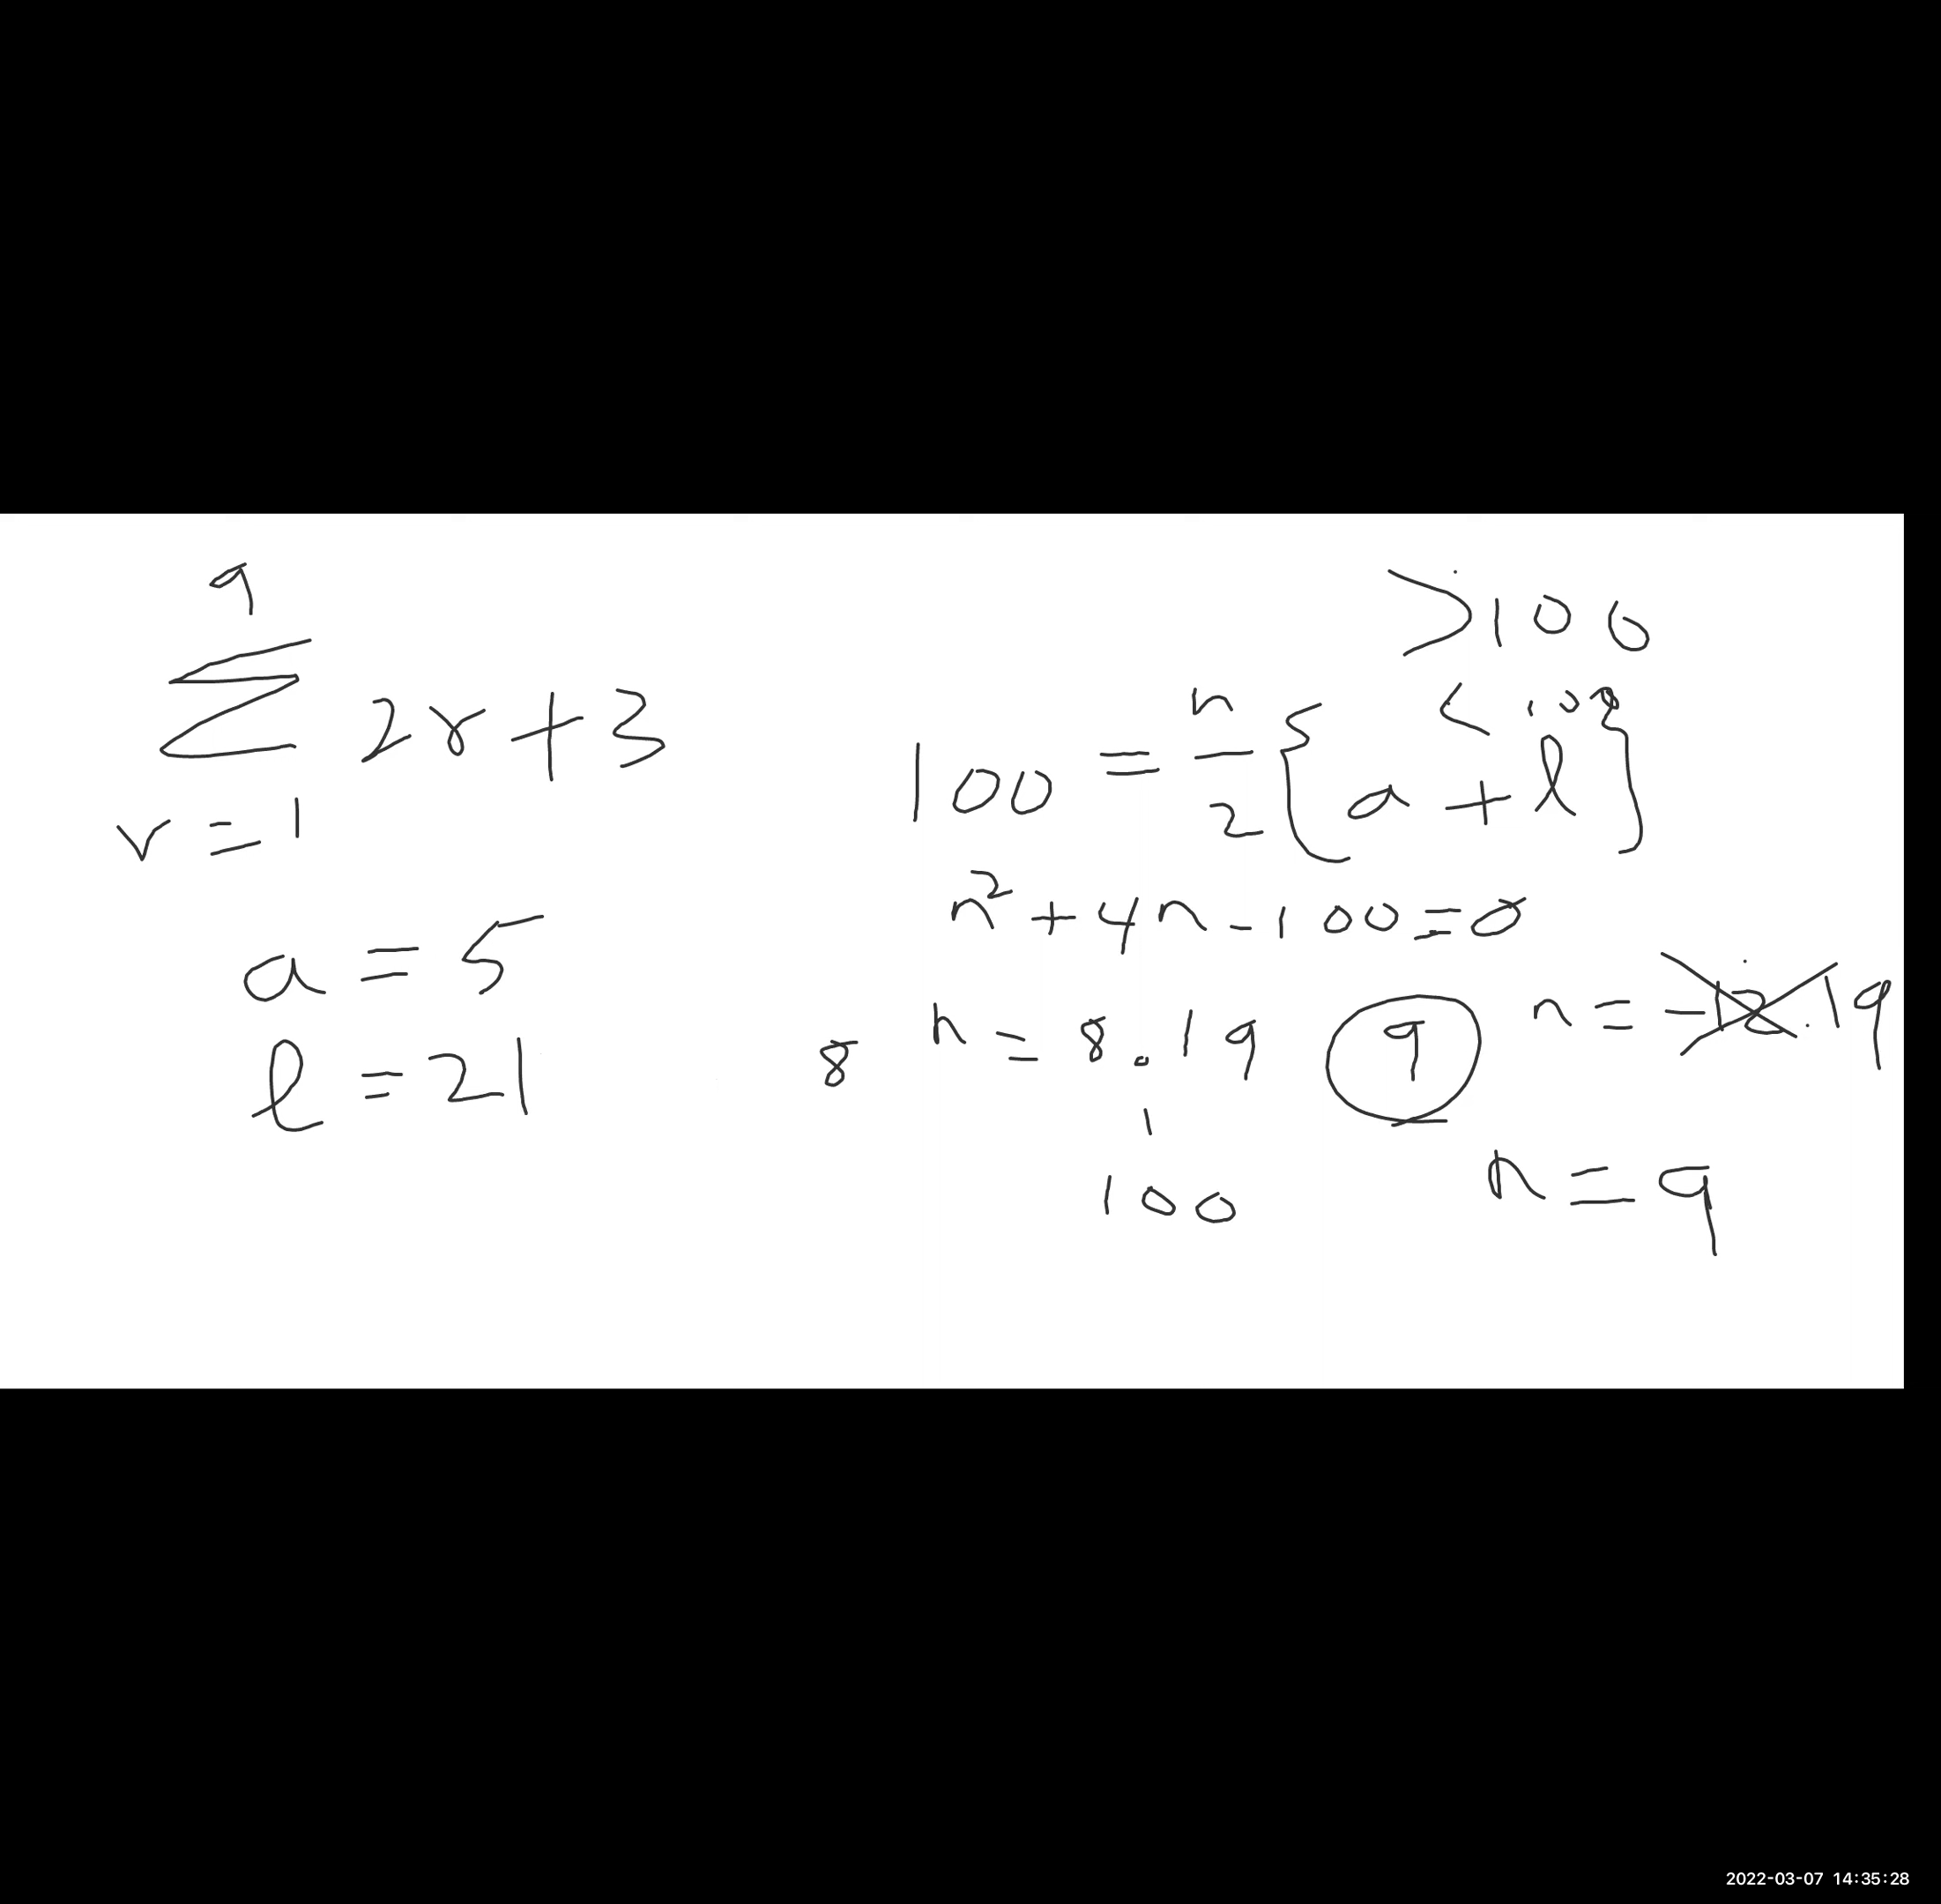 9
Σ 2r+3
r = 1
a = 5
l = 21
>100
< 100
100 = n/2 {a + l}
n² + 4n - 100 = 0
8 n = 8.19 9 n = -12.19
100
n = 9
2022-03-07 14:35:28